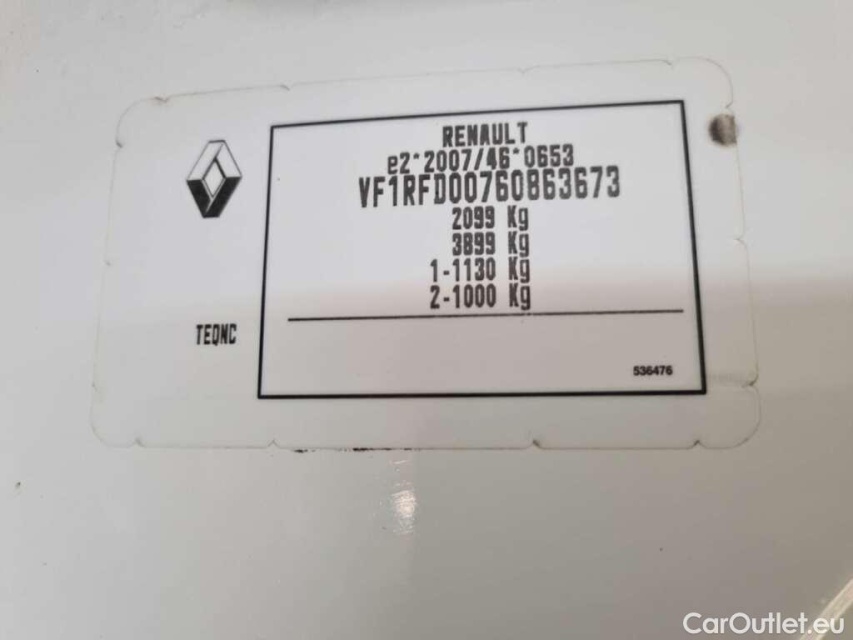 RENAULT
e2*2007/46*0653
VF1RFD00760863673
2099 Kg
3899 Kg
1-1130 Kg
2-1000 Kg
TEQNC
536476
CarOutlet.eu